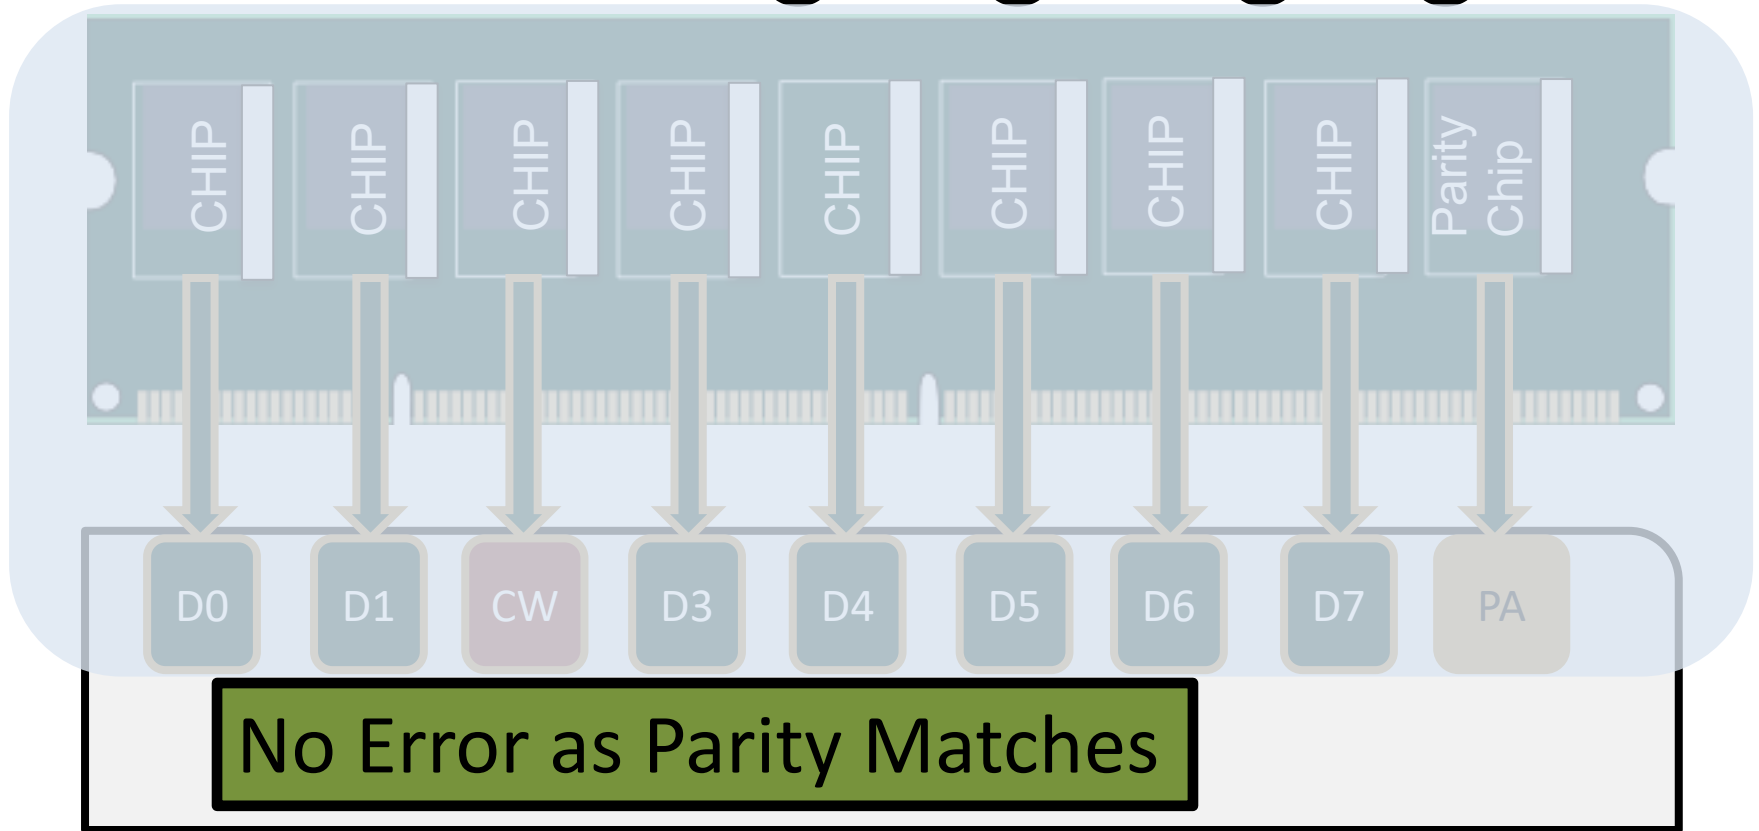 CHIP CHIP CHIP CHIP CHIP CHIP CHIP CHIP Parity
Chip
D0 D1 CW D3 D4 D5 D6 D7 PA
No Error as Parity Matches